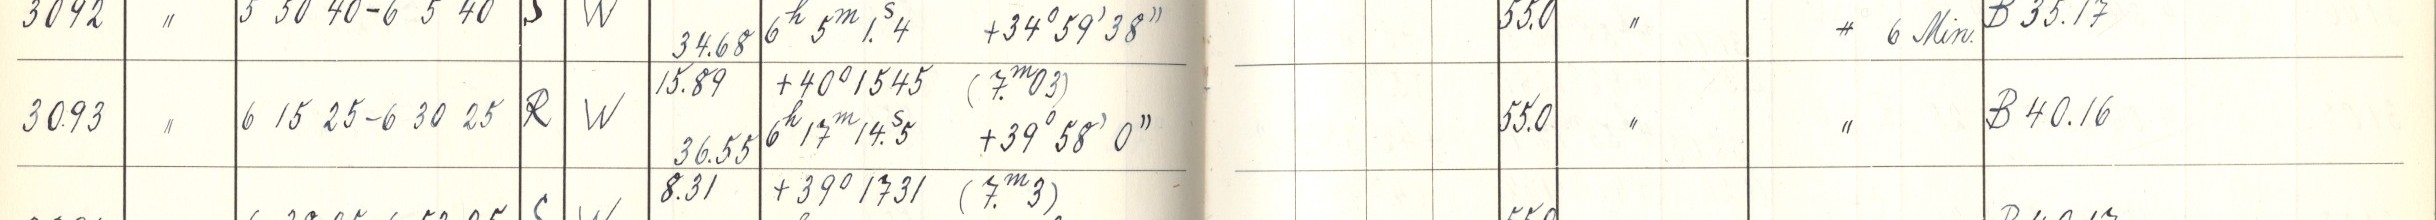 3092 " 5 50 40-6 5 40 S W 34.68 6h 5m 1.s4 +34° 59' 38" 55.0 " " 6 Min. B 35.17
15.89 +40° 1545 (7.m03)
3093 " 6 15 25-6 30 25 R W 36.55 6h 17m 14.s5 +39° 58' 0" 55.0 " " B 40.16
8.31 +39° 1731 (7.m3)